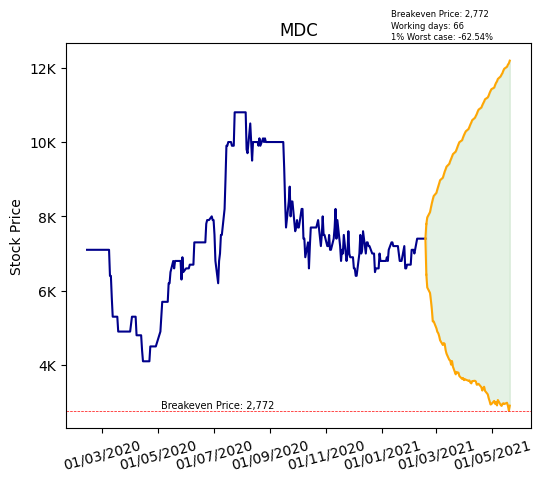 Breakeven Price: 2,772
Working days: 66
1% Worst case: -62.54%
MDC
Stock Price
12K
10K
8K
6K
4K
Breakeven Price: 2,772
01/03/2020
01/05/2020
01/07/2020
01/09/2020
01/11/2020
01/01/2021
01/03/2021
01/05/2021